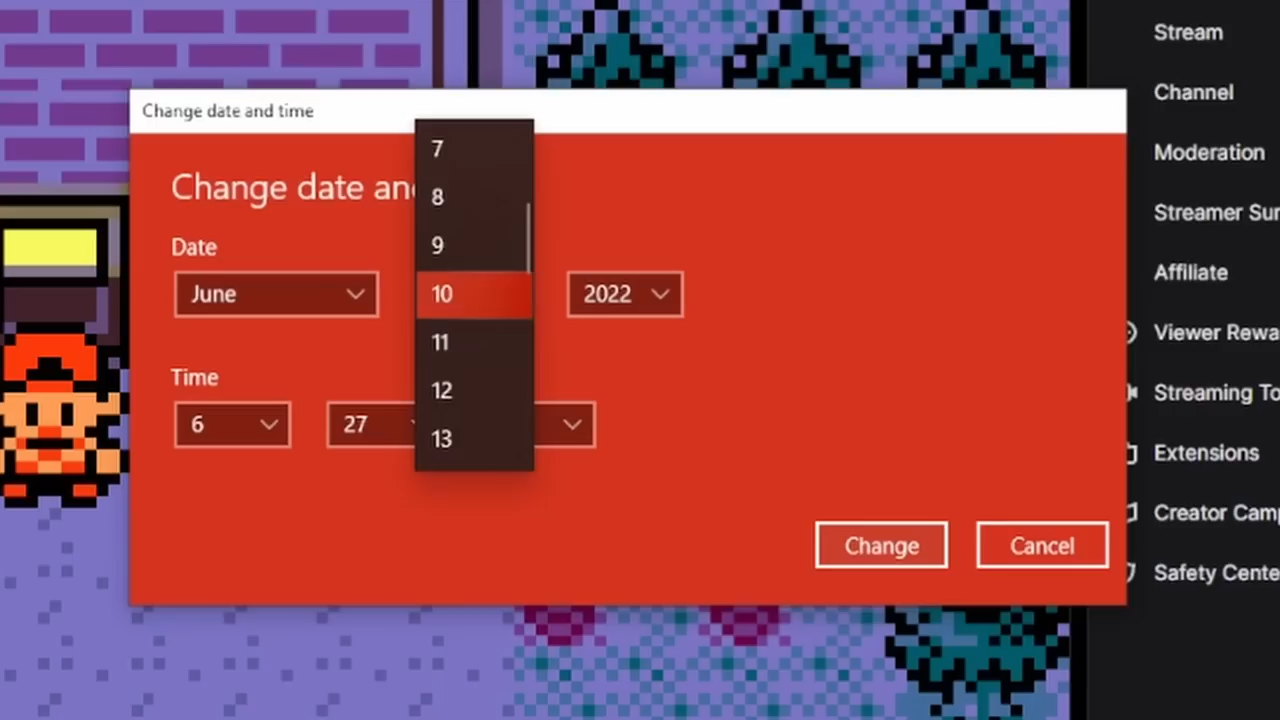 Change date and time
Change date and
Date
June
7
8
9
10
11
12
13
2022
Time
6
27
Change
Cancel
Stream
Channel
Moderation
Streamer Sur
Affiliate
Viewer Rewa
Streaming To
Extensions
Creator Camp
Safety Cente